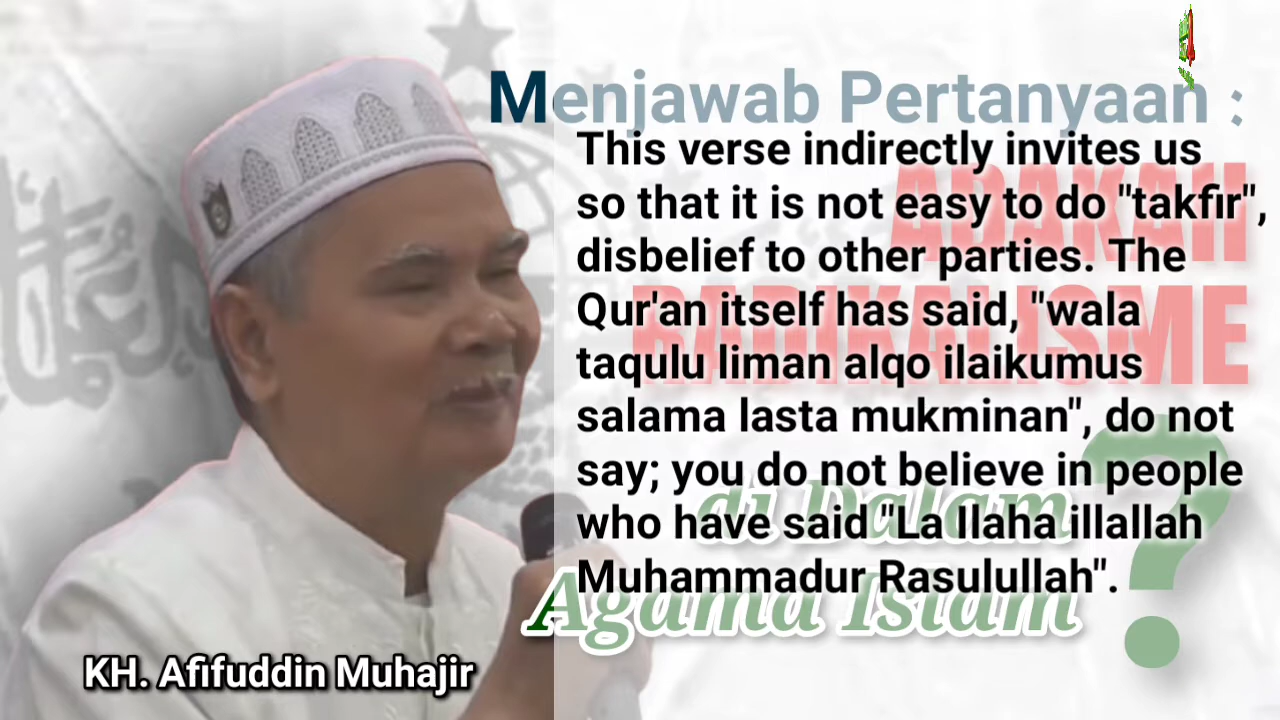 Menjawab Pertanyaan :
ADAKAH
RADIKALISME
di Dalam
Agama Islam
?
This verse indirectly invites us
so that it is not easy to do "takfir",
disbelief to other parties. The
Qur'an itself has said, "wala
taqulu liman alqo ilaikumus
salama lasta mukminan", do not
say; you do not believe in people
who have said "La Ilaha illallah
Muhammadur Rasulullah".
KH. Afifuddin Muhajir